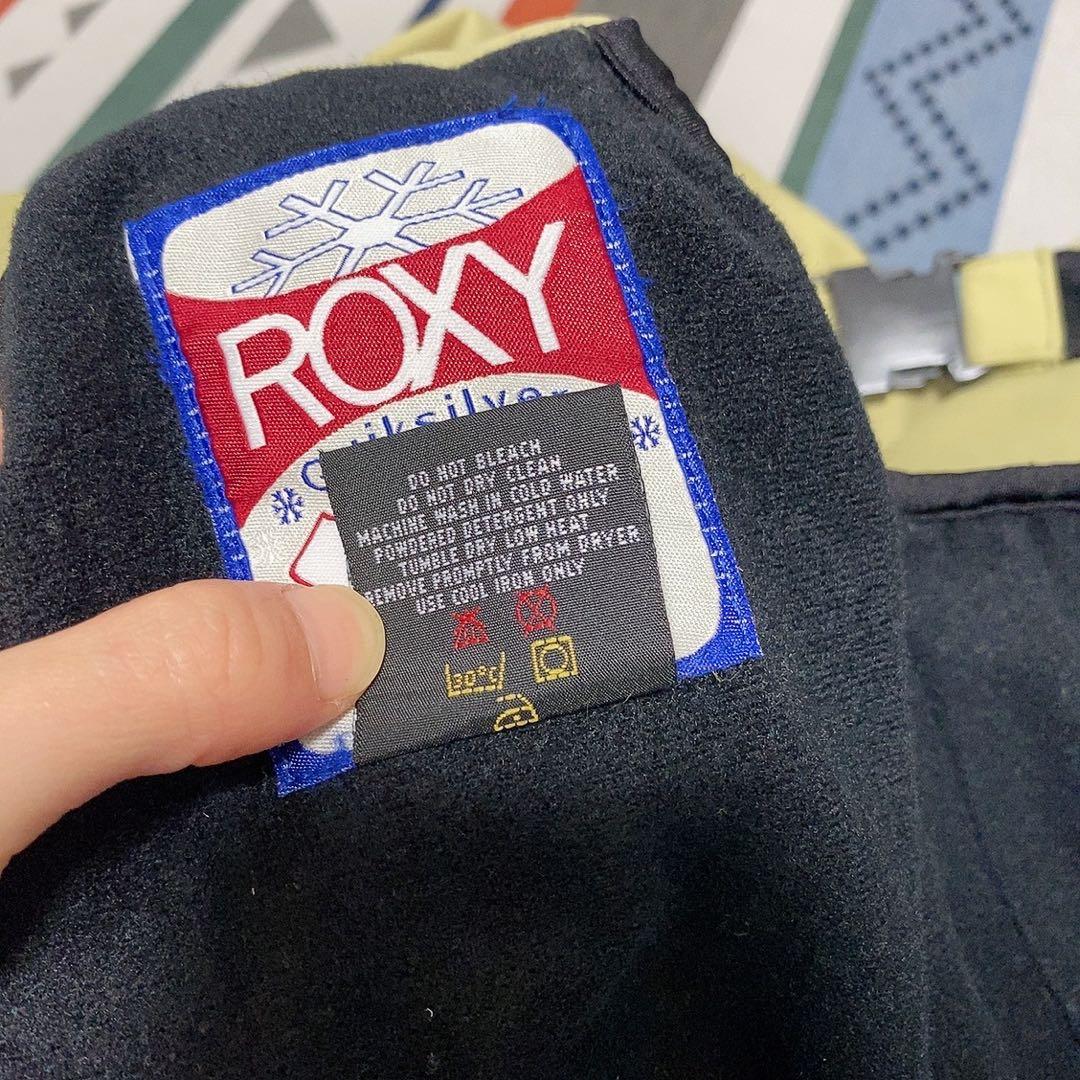 ROXY
Quiksilver
DO NOT BLEACH
DO NOT DRY CLEAN
MACHINE WASH IN COLD WATER
POWDERED DETERGENT ONLY
TUMBLE DRY LOW HEAT
REMOVE PROMPTLY FROM DRYER
USE COOL IRON ONLY
30°C